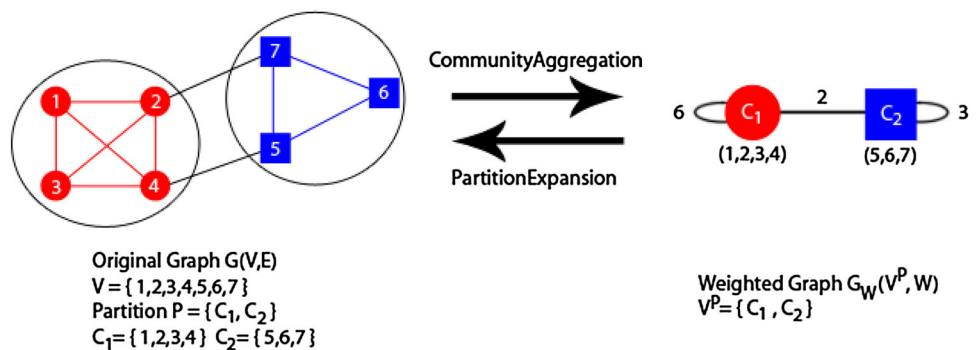 7
CommunityAggregation
1
2
6
6
C1
2
C2
3
5
(1,2,3,4)
(5,6,7)
3
4
PartitionExpansion
Original Graph G(V,E)
V = { 1,2,3,4,5,6,7 }
Partition P = { C1, C2 }
C1= { 1,2,3,4 } C2= { 5,6,7 }
Weighted Graph GW(VP, W)
VP= { C1 , C2 }